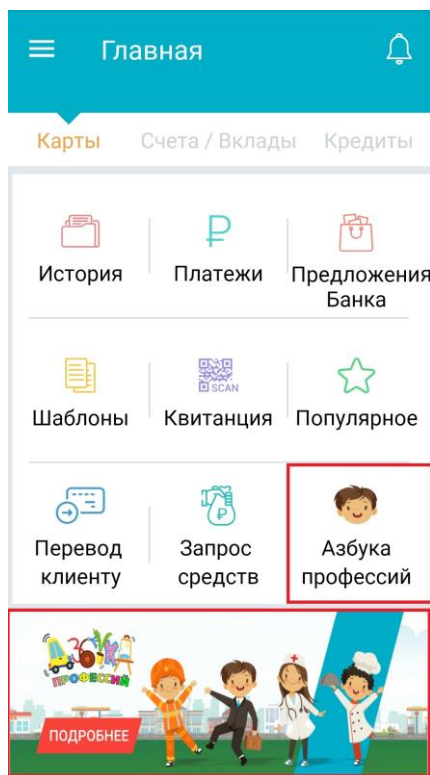 Главная
Карты Счета / Вклады Кредиты
История Платежи Предложения
Банка
SCAN
Шаблоны Квитанция Популярное
Перевод Запрос Азбука
клиенту средств профессий
АЗБУКА
ПРОФЕССИЙ
ПОДРОБНЕЕ